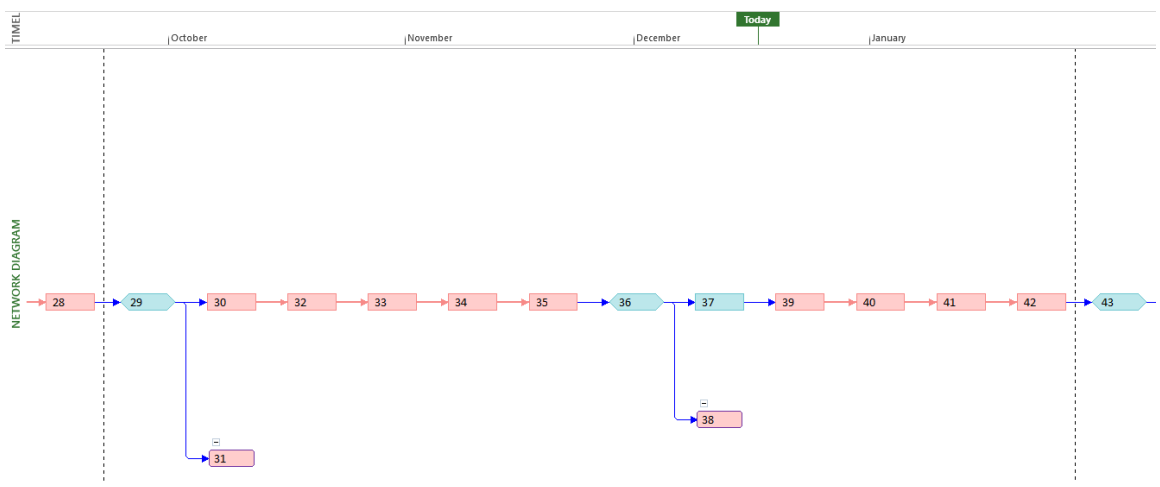 TIMEL
Today
October
November
December
January
NETWORK DIAGRAM
28
29
30
32
33
34
35
36
37
39
40
41
42
43
38
31